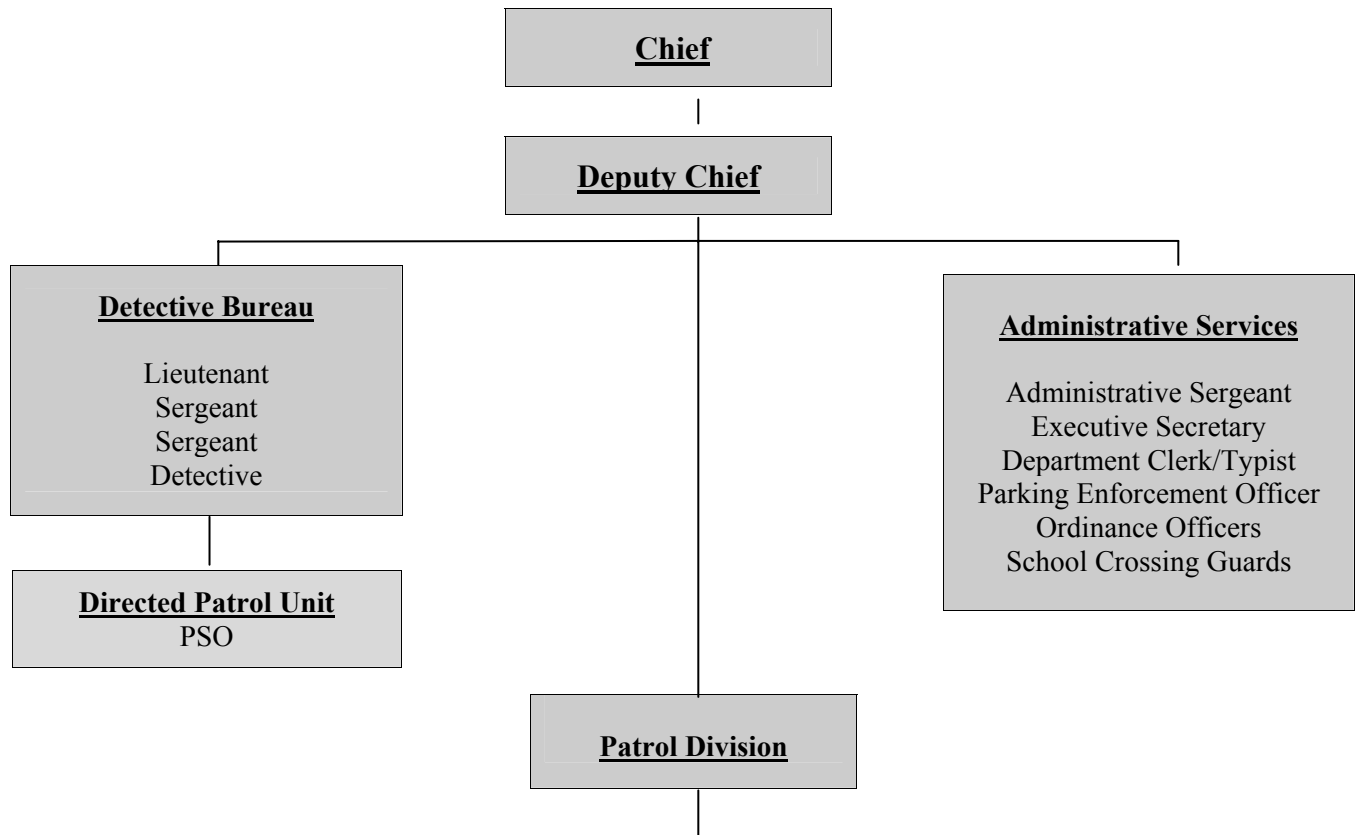 Chief
Deputy Chief
Detective Bureau
Lieutenant
Sergeant
Sergeant
Detective
Administrative Services
Administrative Sergeant
Executive Secretary
Department Clerk/Typist
Parking Enforcement Officer
Ordinance Officers
School Crossing Guards
Directed Patrol Unit
PSO
Patrol Division